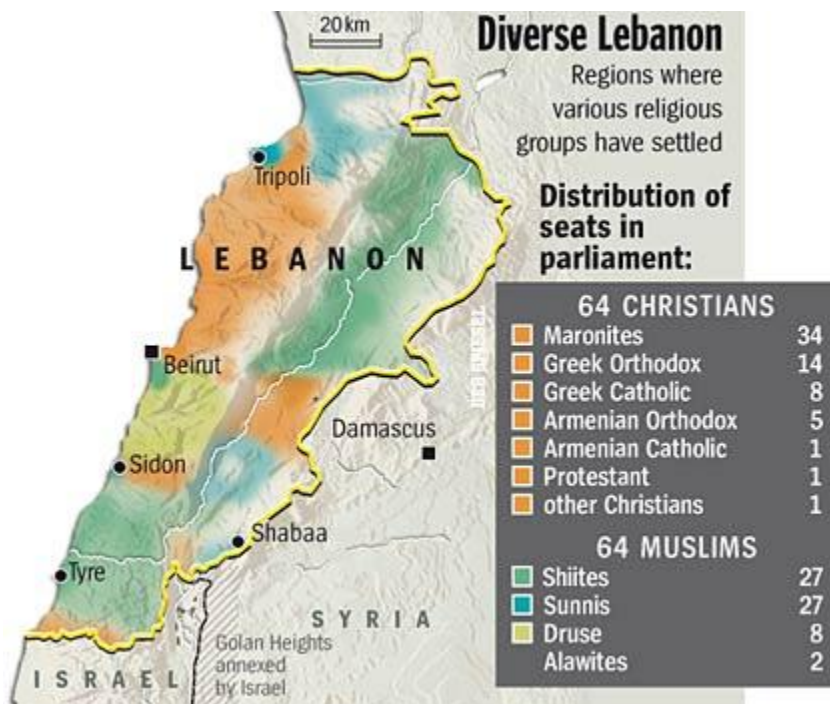 20 km
Diverse Lebanon
Regions where
various religious
groups have settled
Tripoli
LEBANON
Beirut
Sidon
Damascus
Shabaa
Tyre
SYRIA
Golan Heights
annexed
by Israel
ISRAEL
Distribution of
seats in
parliament:
64 CHRISTIANS
Maronites 34
Greek Orthodox 14
Greek Catholic 8
Armenian Orthodox 5
Armenian Catholic 1
Protestant 1
other Christians 1
64 MUSLIMS
Shiites 27
Sunnis 27
Druse 8
Alawites 2